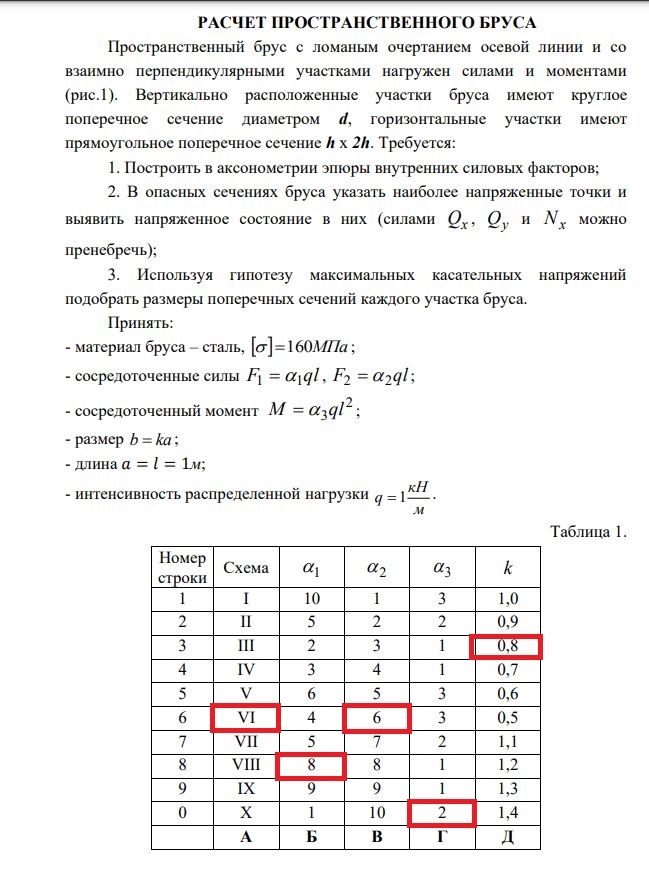 РАСЧЕТ ПРОСТРАНСТВЕННОГО БРУСА
Пространственный брус с ломаным очертанием осевой линии и со
взаимно перпендикулярными участками нагружен силами и моментами
(рис.1). Вертикально расположенные участки бруса имеют круглое
поперечное сечение диаметром d, горизонтальные участки имеют
прямоугольное поперечное сечение h x 2h. Требуется:
1. Построить в аксонометрии эпюры внутренних силовых факторов;
2. В опасных сечениях бруса указать наиболее напряженные точки и
выявить напряженное состояние в них (силами Qₓ, Qᵧ и Nₓ можно
пренебречь);
3. Используя гипотезу максимальных касательных напряжений
подобрать размеры поперечных сечений каждого участка бруса.
Принять:
- материал бруса – сталь, [σ]=160МПа;
- сосредоточенные силы F₁ = α₁ql, F₂ = α₂ql;
- сосредоточенный момент M = α₃ql²;
- размер b = ka;
- длина a = l = 1м;
- интенсивность распределенной нагрузки q = 1 кН/м.
Таблица 1.
Номер строки Схема α₁ α₂ α₃ k
1 I 10 1 3 1,0
2 II 5 2 2 0,9
3 III 2 3 1 0,8
4 IV 3 4 1 0,7
5 V 6 5 3 0,6
6 VI 4 6 3 0,5
7 VII 5 7 2 1,1
8 VIII 8 8 1 1,2
9 IX 9 9 1 1,3
0 X 1 10 2 1,4
А Б В Г Д